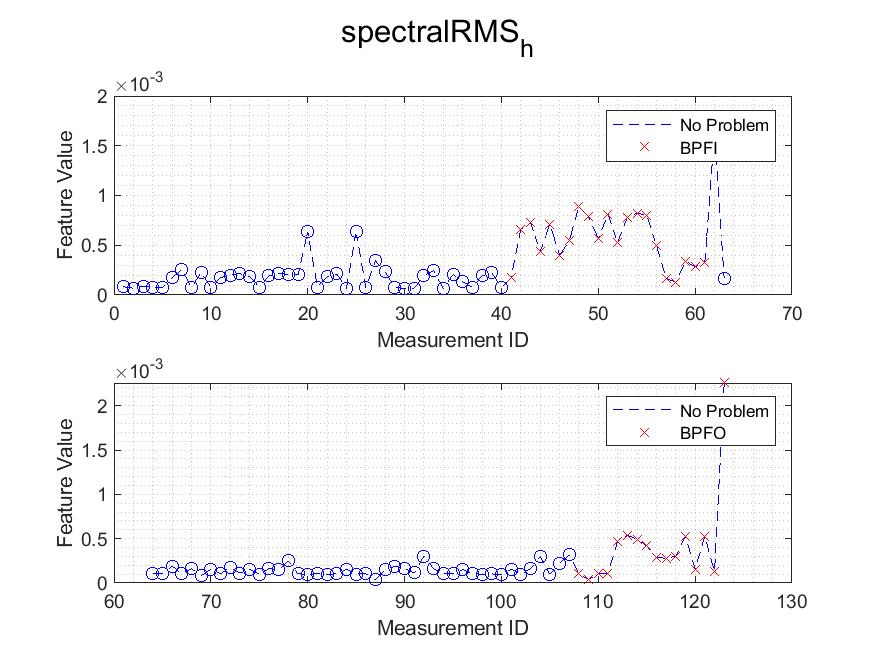 spectralRMS_h
×10^-3
2
1.5
1
0.5
0
Feature Value
No Problem
BPFI
0 10 20 30 40 50 60 70
Measurement ID
×10^-3
2
1.5
1
0.5
0
Feature Value
No Problem
BPFO
60 70 80 90 100 110 120 130
Measurement ID